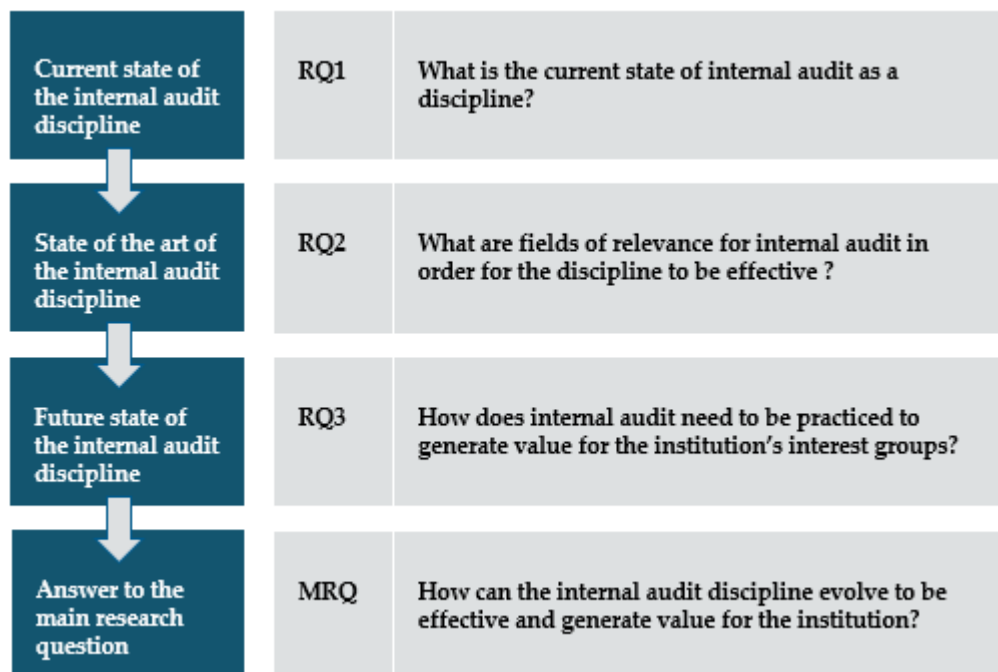 Current state of
the internal audit
discipline
RQ1
What is the current state of internal audit as a
discipline?
State of the art of
the internal audit
discipline
RQ2
What are fields of relevance for internal audit in
order for the discipline to be effective ?
Future state of
the internal audit
discipline
RQ3
How does internal audit need to be practiced to
generate value for the institution's interest groups?
Answer to the
main research
question
MRQ
How can the internal audit discipline evolve to be
effective and generate value for the institution?